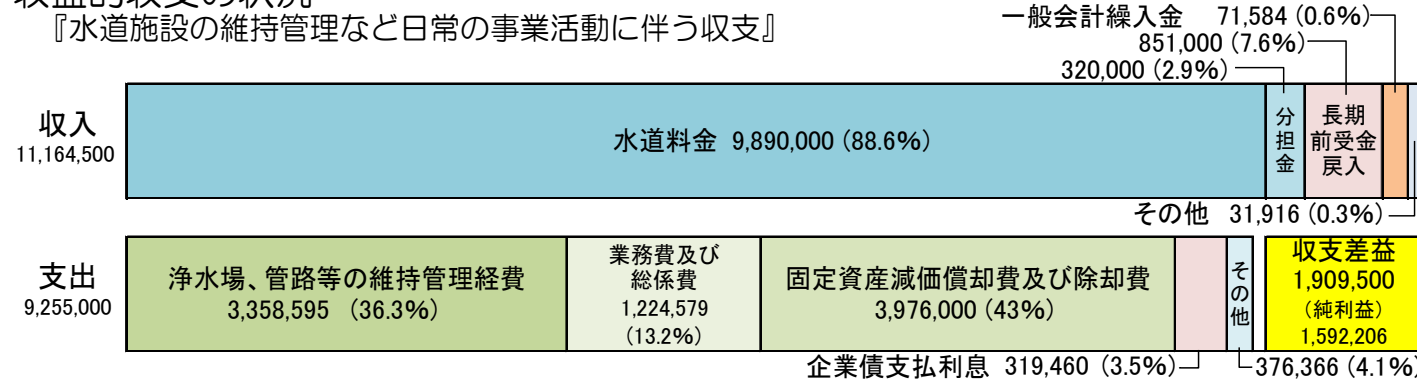 『水道施設の維持管理など日常の事業活動に伴う収支』
一般会計繰入金 71,584 (0.6%)
851,000 (7.6%)
320,000 (2.9%)
収入
11,164,500
水道料金 9,890,000 (88.6%)
分担金
長期
前受金
戻入
その他 31,916 (0.3%)
支出
9,255,000
浄水場、管路等の維持管理経費
3,358,595 (36.3%)
業務費及び
総係費
1,224,579
(13.2%)
固定資産減価償却費及び除却費
3,976,000 (43%)
その他
収支差益
1,909,500
(純利益)
1,592,206
企業債支払利息 319,460 (3.5%)
376,366 (4.1%)